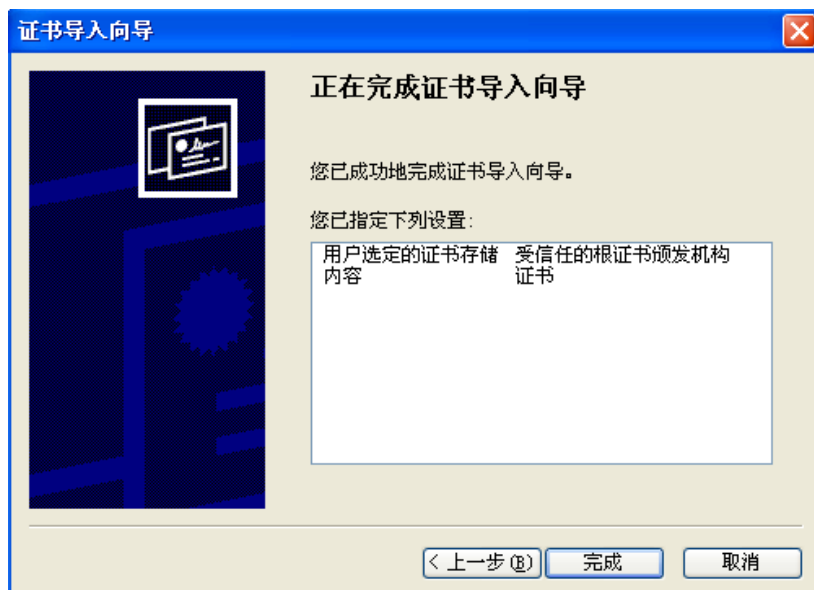 证书导入向导
正在完成证书导入向导
您已成功地完成证书导入向导。
您已指定下列设置:
用户选定的证书存储 受信任的根证书颁发机构
内容 证书
< 上一步(B) 完成 取消